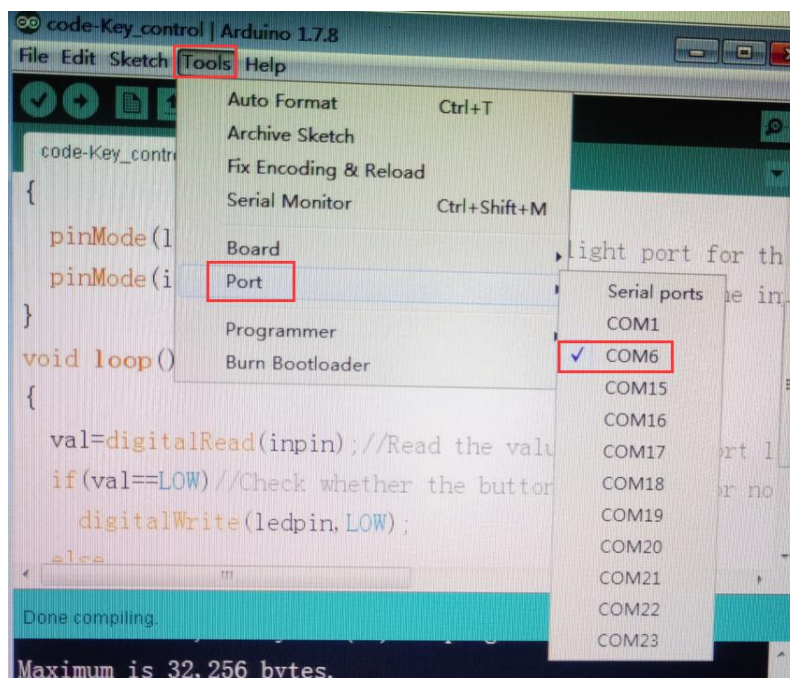 code-Key_control | Arduino 1.7.8
File Edit Sketch Tools Help
Auto Format Ctrl+T
Archive Sketch
Fix Encoding & Reload
Serial Monitor Ctrl+Shift+M
Board
Port
Programmer
Burn Bootloader
Serial ports
COM1
COM6
COM15
COM16
COM17
COM18
COM19
COM20
COM21
COM22
COM23
code-Key_contr
{
pinMode(l light port for th
pinMode(i in
}
void loop()
{
val=digitalRead(inpin);//Read the valu rt l
if(val==LOW)//Check whether the button r no
digitalWrite(ledpin,LOW);
else
Done compiling.
Maximum is 32,256 bytes.